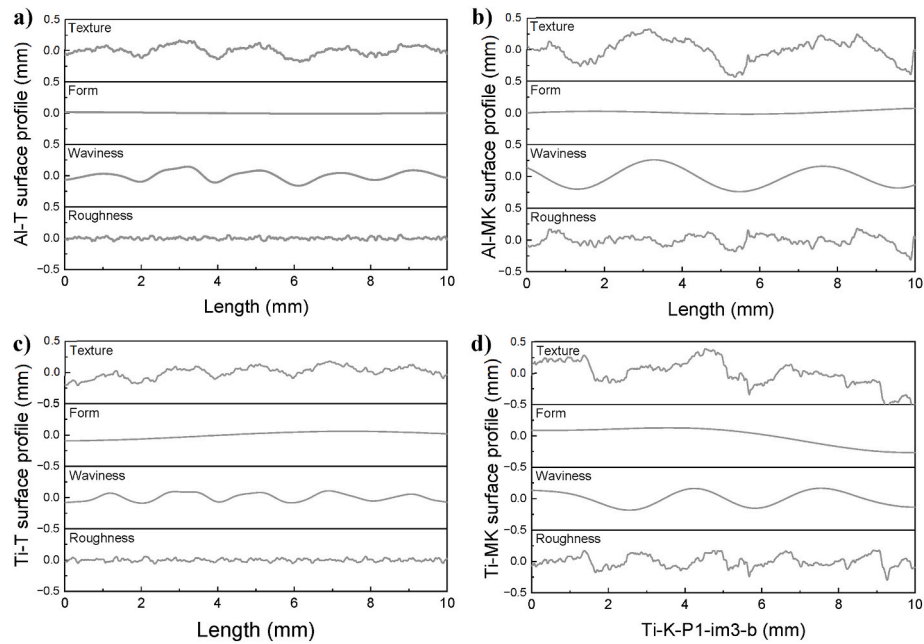 a)
Al-T surface profile (mm)
0.5
Texture
0.0
0.5
Form
0.0
0.5
Waviness
0.0
0.5
Roughness
0.0
−0.5
0 2 4 6 8 10
Length (mm)
b)
Al-MK surface profile (mm)
0.5
Texture
0.0
0.5
Form
0.0
0.5
Waviness
0.0
0.5
Roughness
0.0
−0.5
0 2 4 6 8 10
Length (mm)
c)
Ti-T surface profile (mm)
0.5
Texture
0.0
−0.5
Form
0.0
−0.5
Waviness
0.0
−0.5
Roughness
0.0
−0.5
0 2 4 6 8 10
Length (mm)
d)
Ti-MK surface profile (mm)
0.5
Texture
0.0
−0.5
Form
0.0
−0.5
Waviness
0.0
−0.5
Roughness
0.0
−0.5
0 2 4 6 8 10
Ti-K-P1-im3-b (mm)